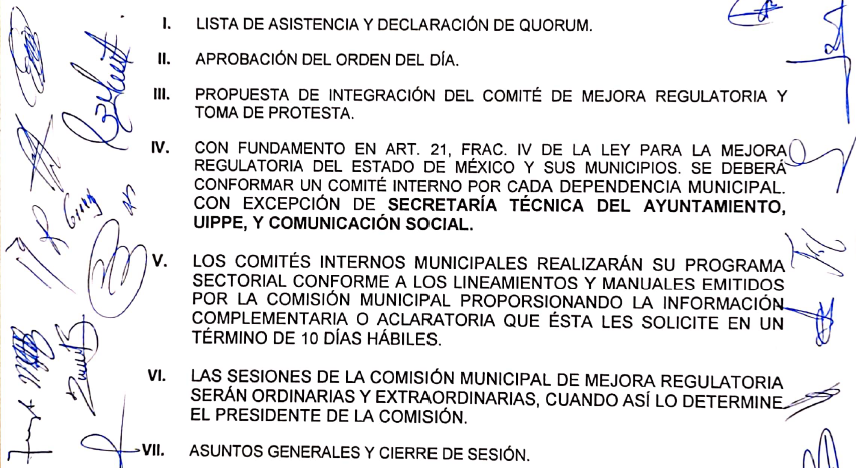 I. LISTA DE ASISTENCIA Y DECLARACIÓN DE QUORUM.
II. APROBACIÓN DEL ORDEN DEL DÍA.
III. PROPUESTA DE INTEGRACIÓN DEL COMITÉ DE MEJORA REGULATORIA Y
TOMA DE PROTESTA.
IV. CON FUNDAMENTO EN ART. 21, FRAC. IV DE LA LEY PARA LA MEJORA
REGULATORIA DEL ESTADO DE MÉXICO Y SUS MUNICIPIOS. SE DEBERÁ
CONFORMAR UN COMITÉ INTERNO POR CADA DEPENDENCIA MUNICIPAL.
CON EXCEPCIÓN DE SECRETARÍA TÉCNICA DEL AYUNTAMIENTO,
UIPPE, Y COMUNICACIÓN SOCIAL.
V. LOS COMITÉS INTERNOS MUNICIPALES REALIZARÁN SU PROGRAMA
SECTORIAL CONFORME A LOS LINEAMIENTOS Y MANUALES EMITIDOS
POR LA COMISIÓN MUNICIPAL PROPORSIONANDO LA INFORMACIÓN
COMPLEMENTARIA O ACLARATORIA QUE ÉSTA LES SOLICITE EN UN
TÉRMINO DE 10 DÍAS HÁBILES.
VI. LAS SESIONES DE LA COMISIÓN MUNICIPAL DE MEJORA REGULATORIA
SERÁN ORDINARIAS Y EXTRAORDINARIAS, CUANDO ASÍ LO DETERMINE
EL PRESIDENTE DE LA COMISIÓN.
VII. ASUNTOS GENERALES Y CIERRE DE SESIÓN.